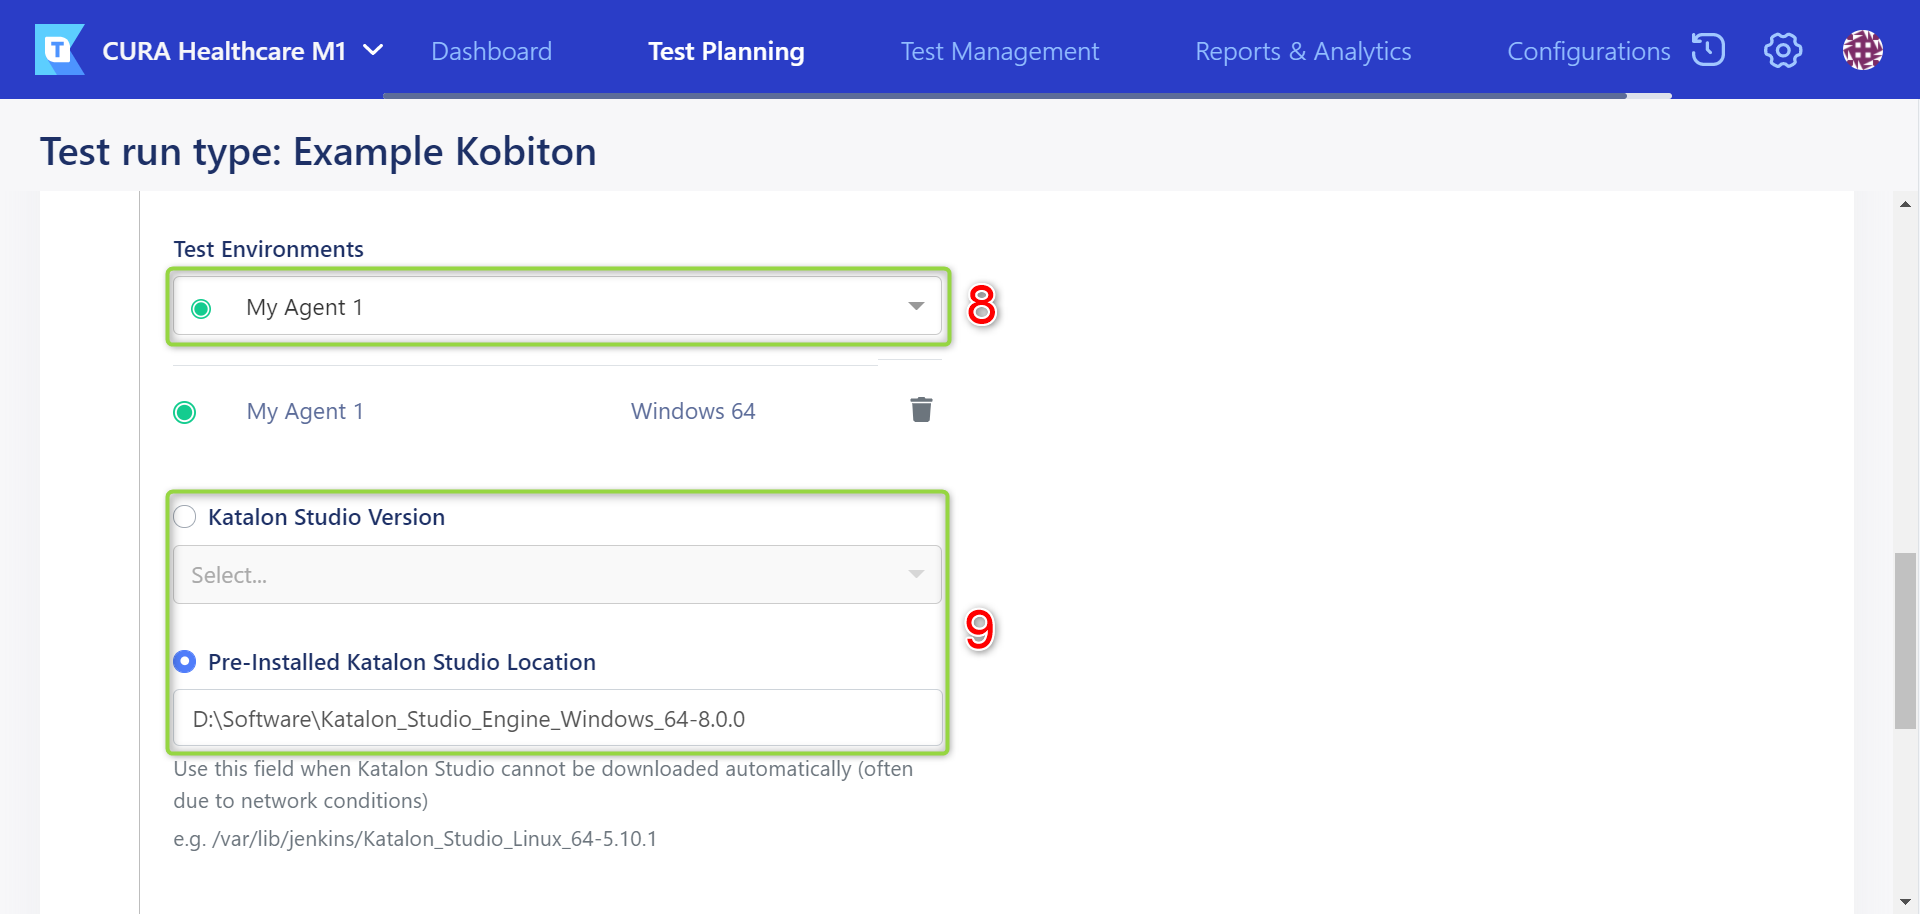 CURA Healthcare M1
Dashboard
Test Planning
Test Management
Reports & Analytics
Configurations
Test run type: Example Kobiton
Test Environments
My Agent 1
8
My Agent 1
Windows 64
Katalon Studio Version
Select...
9
Pre-Installed Katalon Studio Location
D:\Software\Katalon_Studio_Engine_Windows_64-8.0.0
Use this field when Katalon Studio cannot be downloaded automatically (often
due to network conditions)
e.g. /var/lib/jenkins/Katalon_Studio_Linux_64-5.10.1